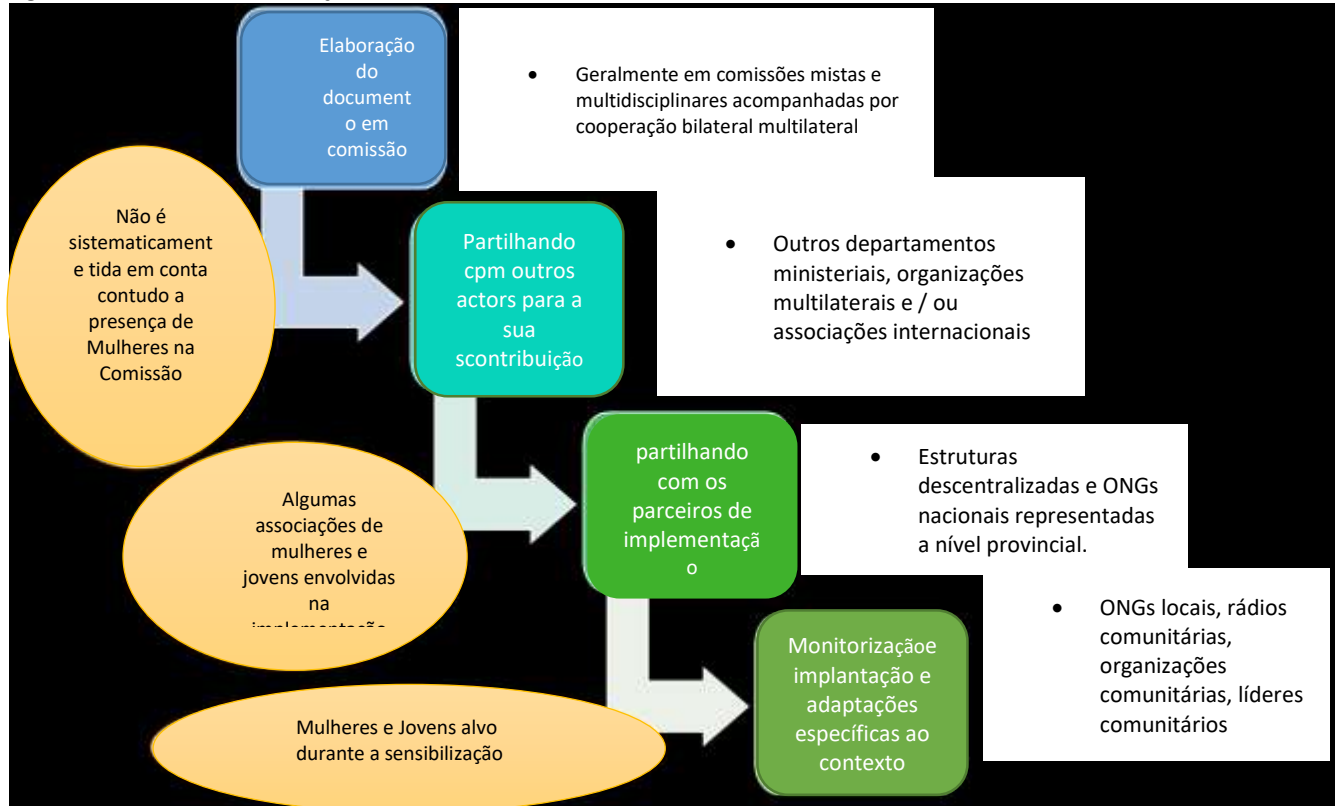 Elaboração
do
document
o em
comissão
• Geralmente em comissões mistas e
multidisciplinares acompanhadas por
cooperação bilateral multilateral
Não é
sistematicament
e tida em conta
contudo a
presença de
Mulheres na
Comissão
Partilhando
cpm outros
actors para a
sua
scontribuição
• Outros departamentos
ministeriais, organizações
multilaterais e / ou
associações internacionais
Algumas
associações de
mulheres e
jovens envolvidas
na
partilhando
com os
parceiros de
implementaçã
o
• Estruturas
descentralizadas e ONGs
nacionais representadas
a nível provincial.
Mulheres e Jovens alvo
durante a sensibilização
Monitorizaçãoe
implantação e
adaptações
específicas ao
contexto
• ONGs locais, rádios
comunitárias,
organizações
comunitárias, líderes
comunitários